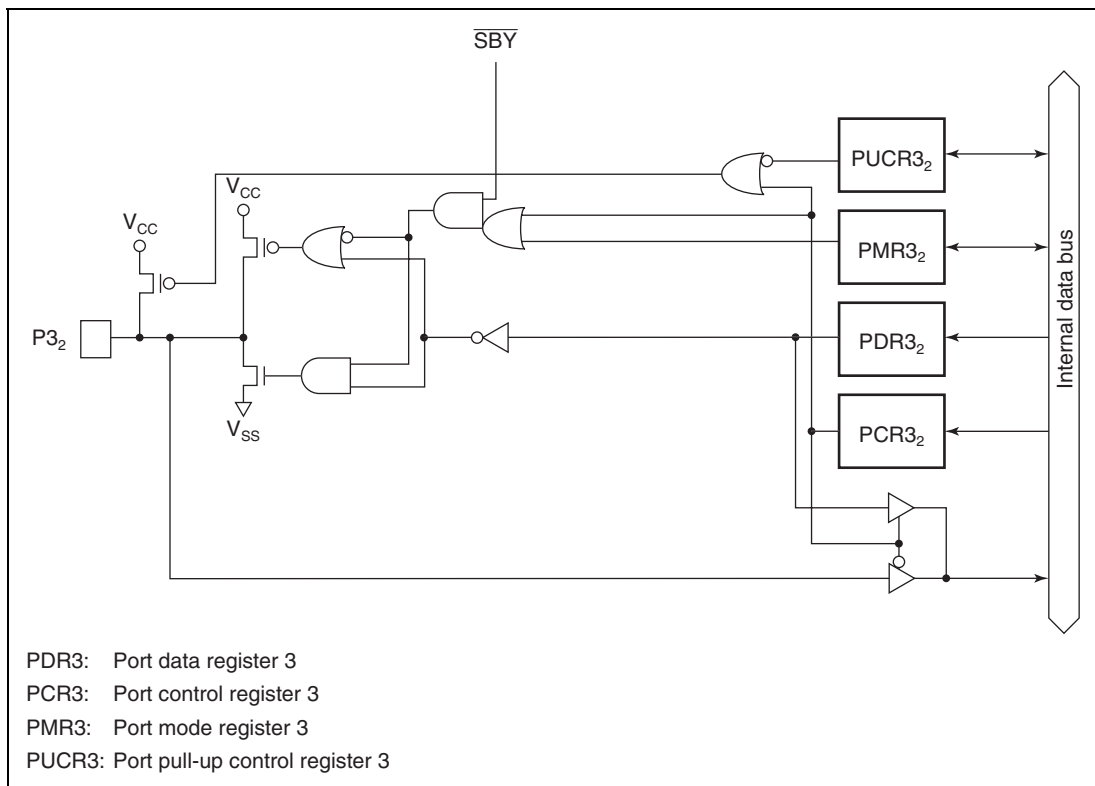 SBY
PUCR3₂
V_CC
V_CC
PMR3₂
P3₂
PDR3₂
Internal data bus
V_SS
PCR3₂
PDR3: Port data register 3
PCR3: Port control register 3
PMR3: Port mode register 3
PUCR3: Port pull-up control register 3